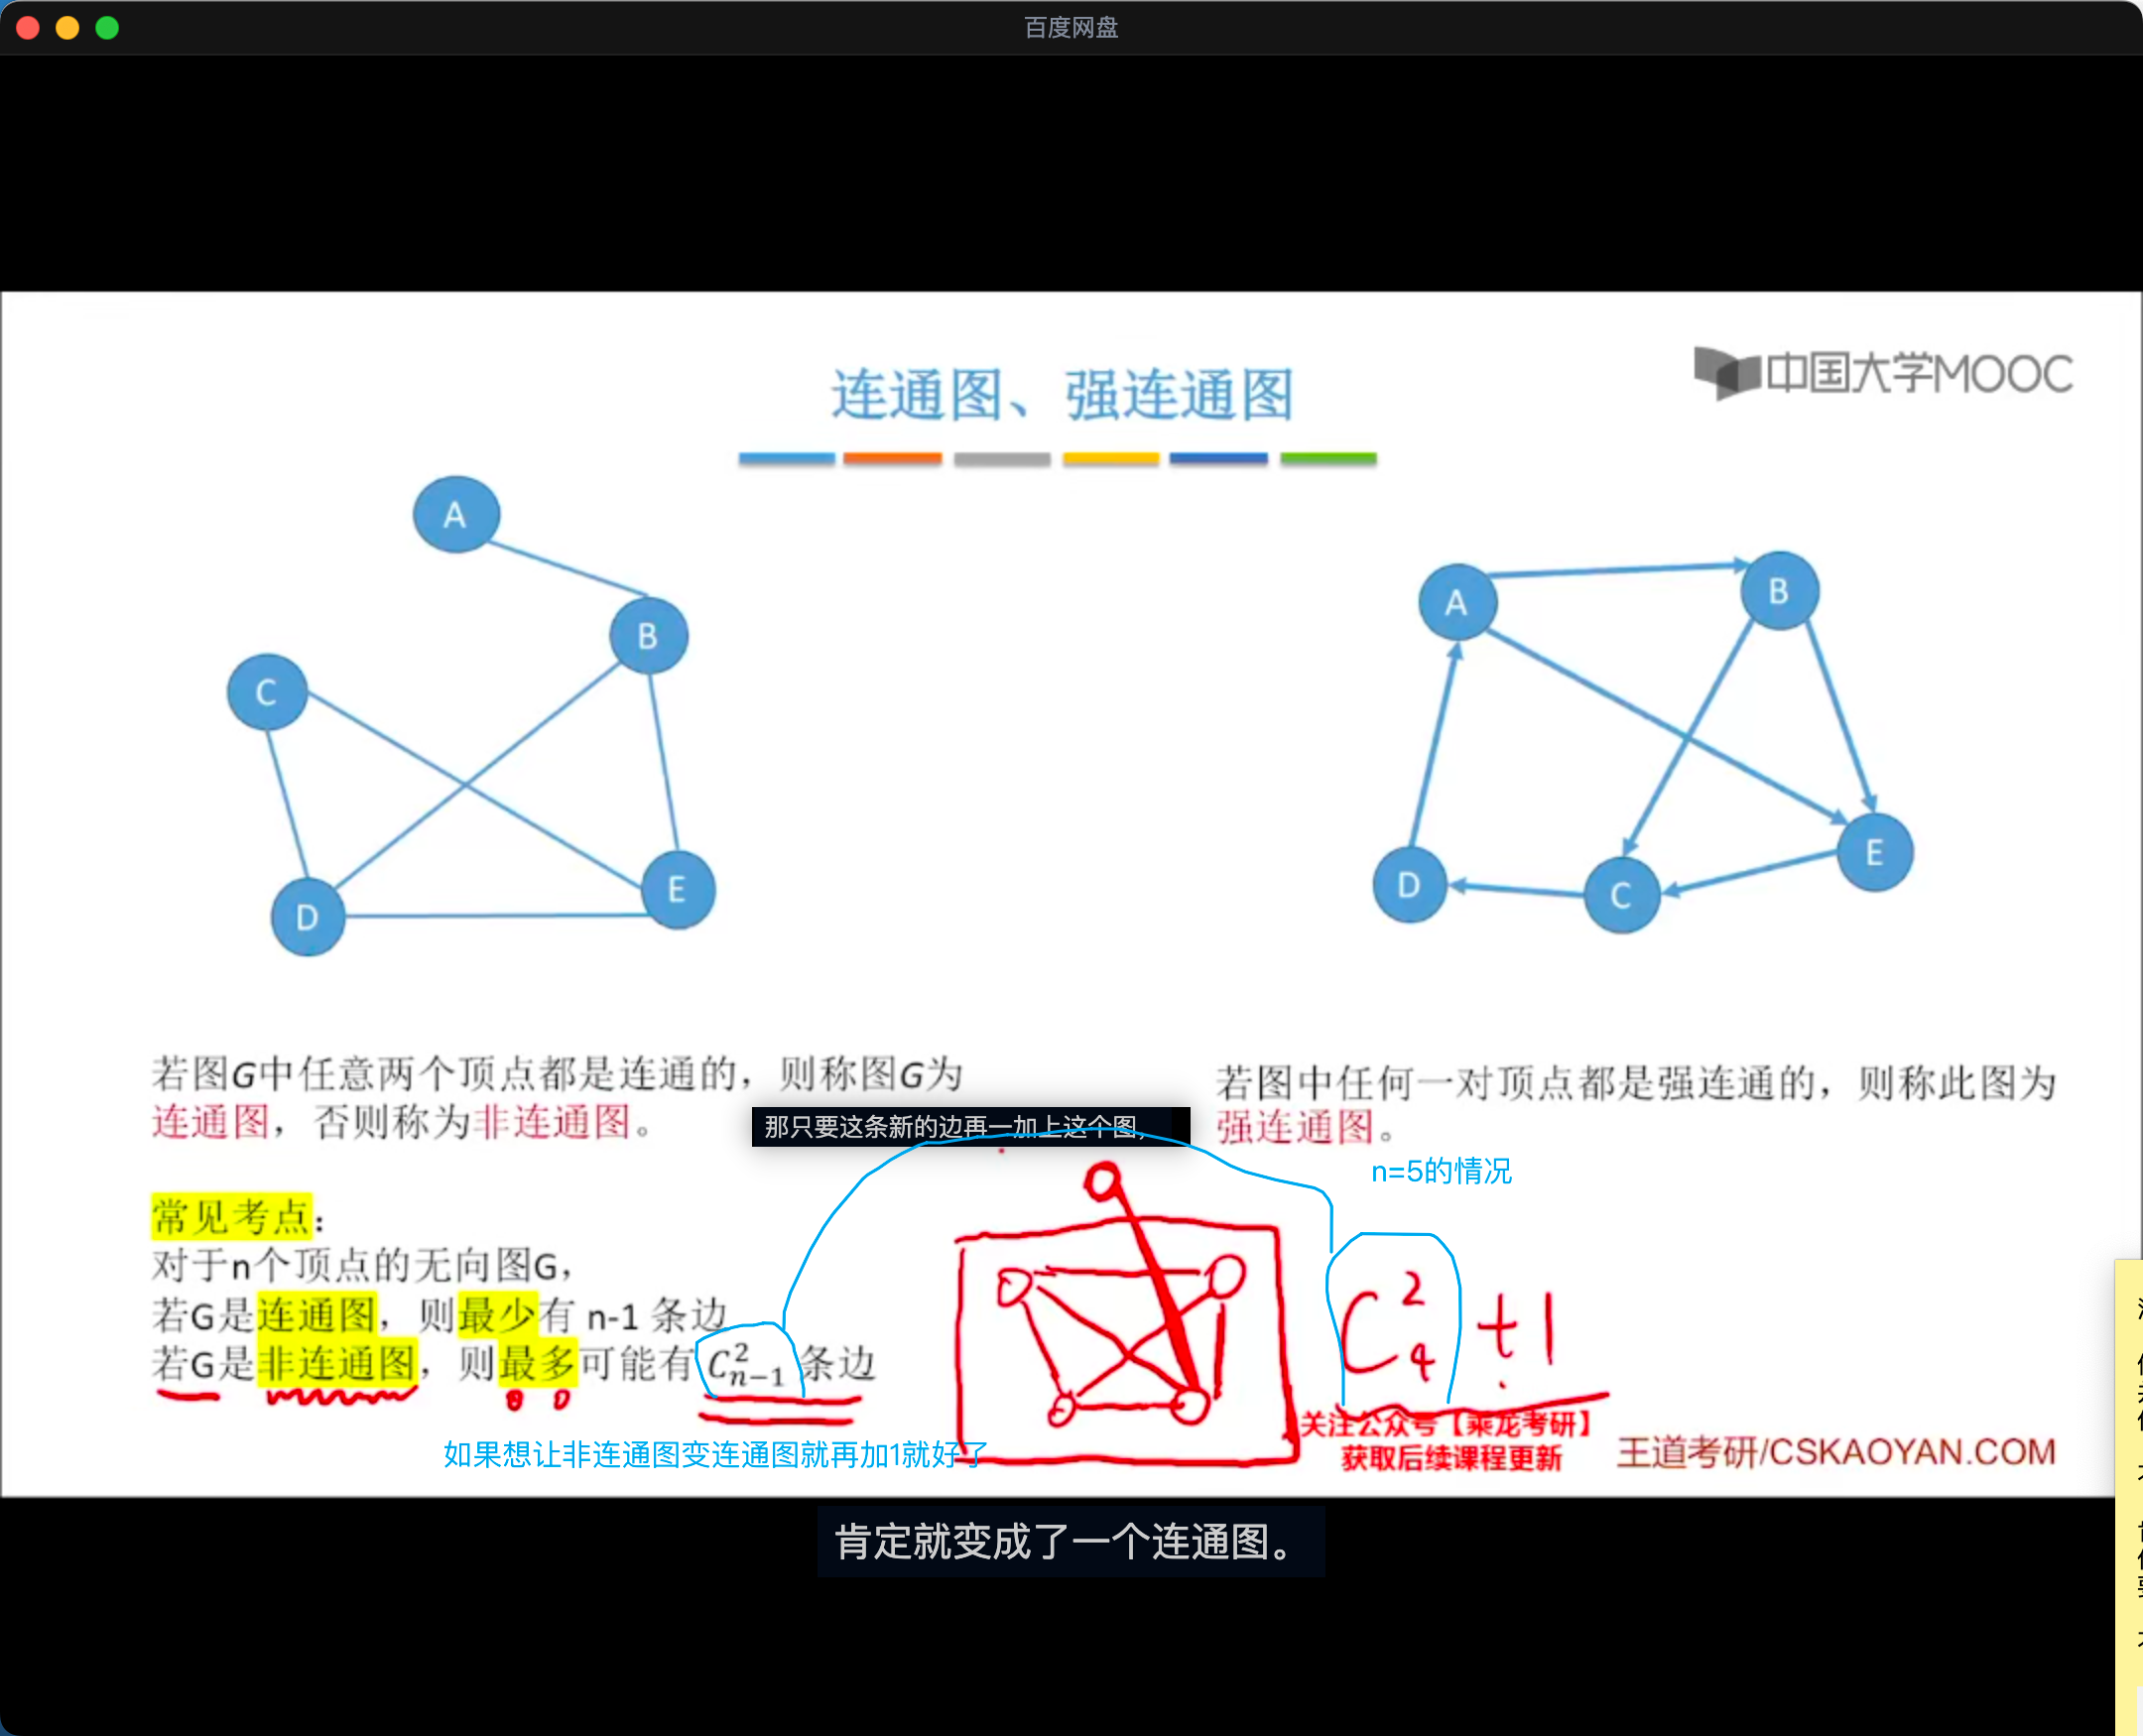 百度网盘
连通图、强连通图
中国大学MOOC
A
B
C
D
E
A
B
C
D
E
若图G中任意两个顶点都是连通的，则称图G为
连通图，否则称为非连通图。
若图中任何一对顶点都是强连通的，则称此图为
强连通图。
那只要这条新的边再一加上这个图，
n=5的情况
常见考点：
对于n个顶点的无向图G，
若G是连通图，则最少有 n-1 条边
若G是非连通图，则最多可能有 C²ₙ₋₁ 条边
C²₄ +1
如果想让非连通图变连通图就再加1就好了
关注公众号【乘龙考研】
获取后续课程更新
王道考研/CSKAOYAN.COM
肯定就变成了一个连通图。